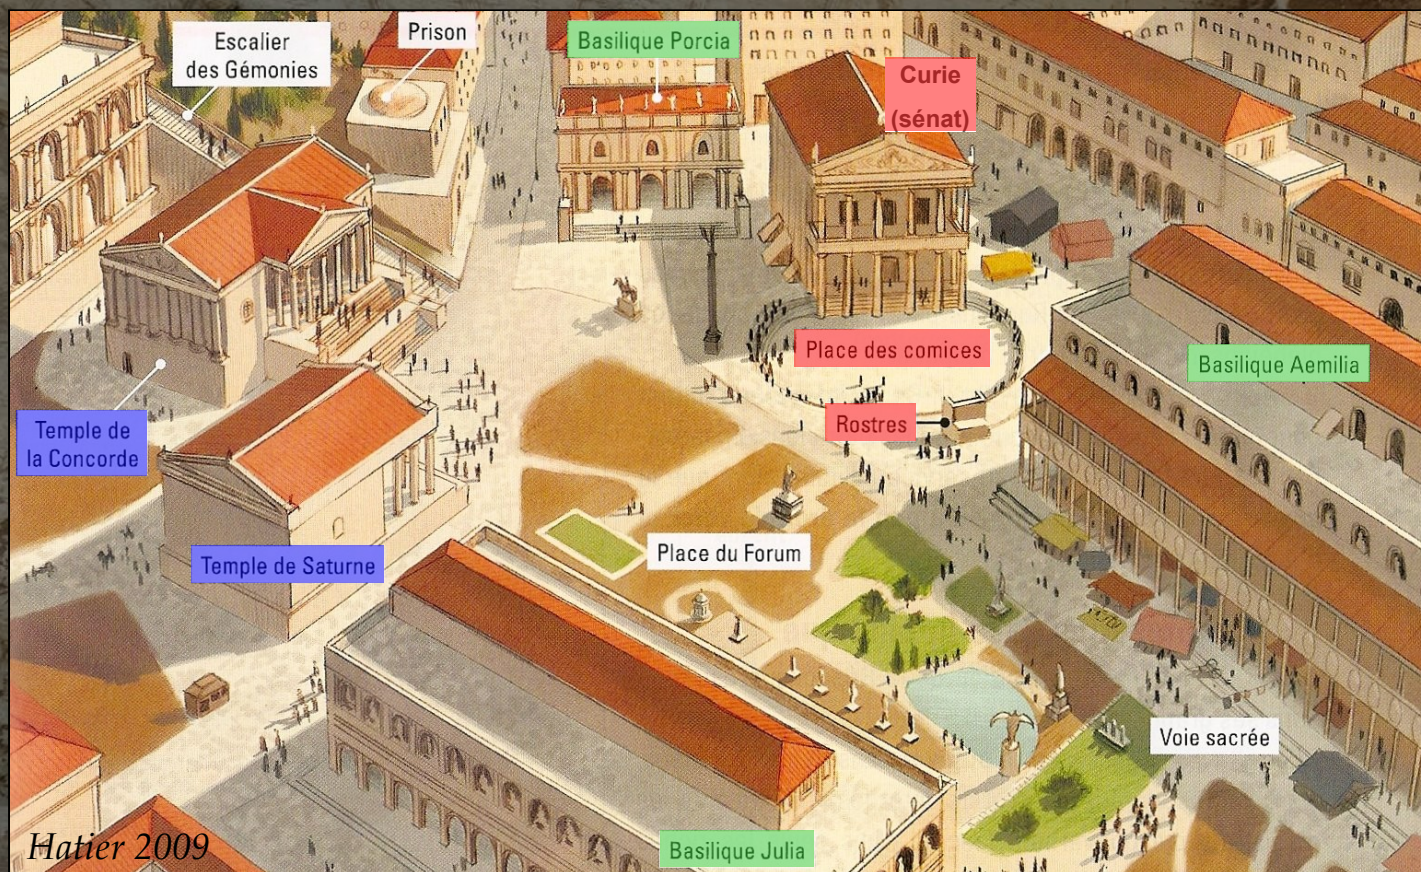 Escalier
des Gémonies
Prison
Basilique Porcia
Curie
(sénat)
Place des comices
Basilique Aemilia
Rostres
Temple de
la Concorde
Place du Forum
Temple de Saturne
Voie sacrée
Basilique Julia
Hatier 2009